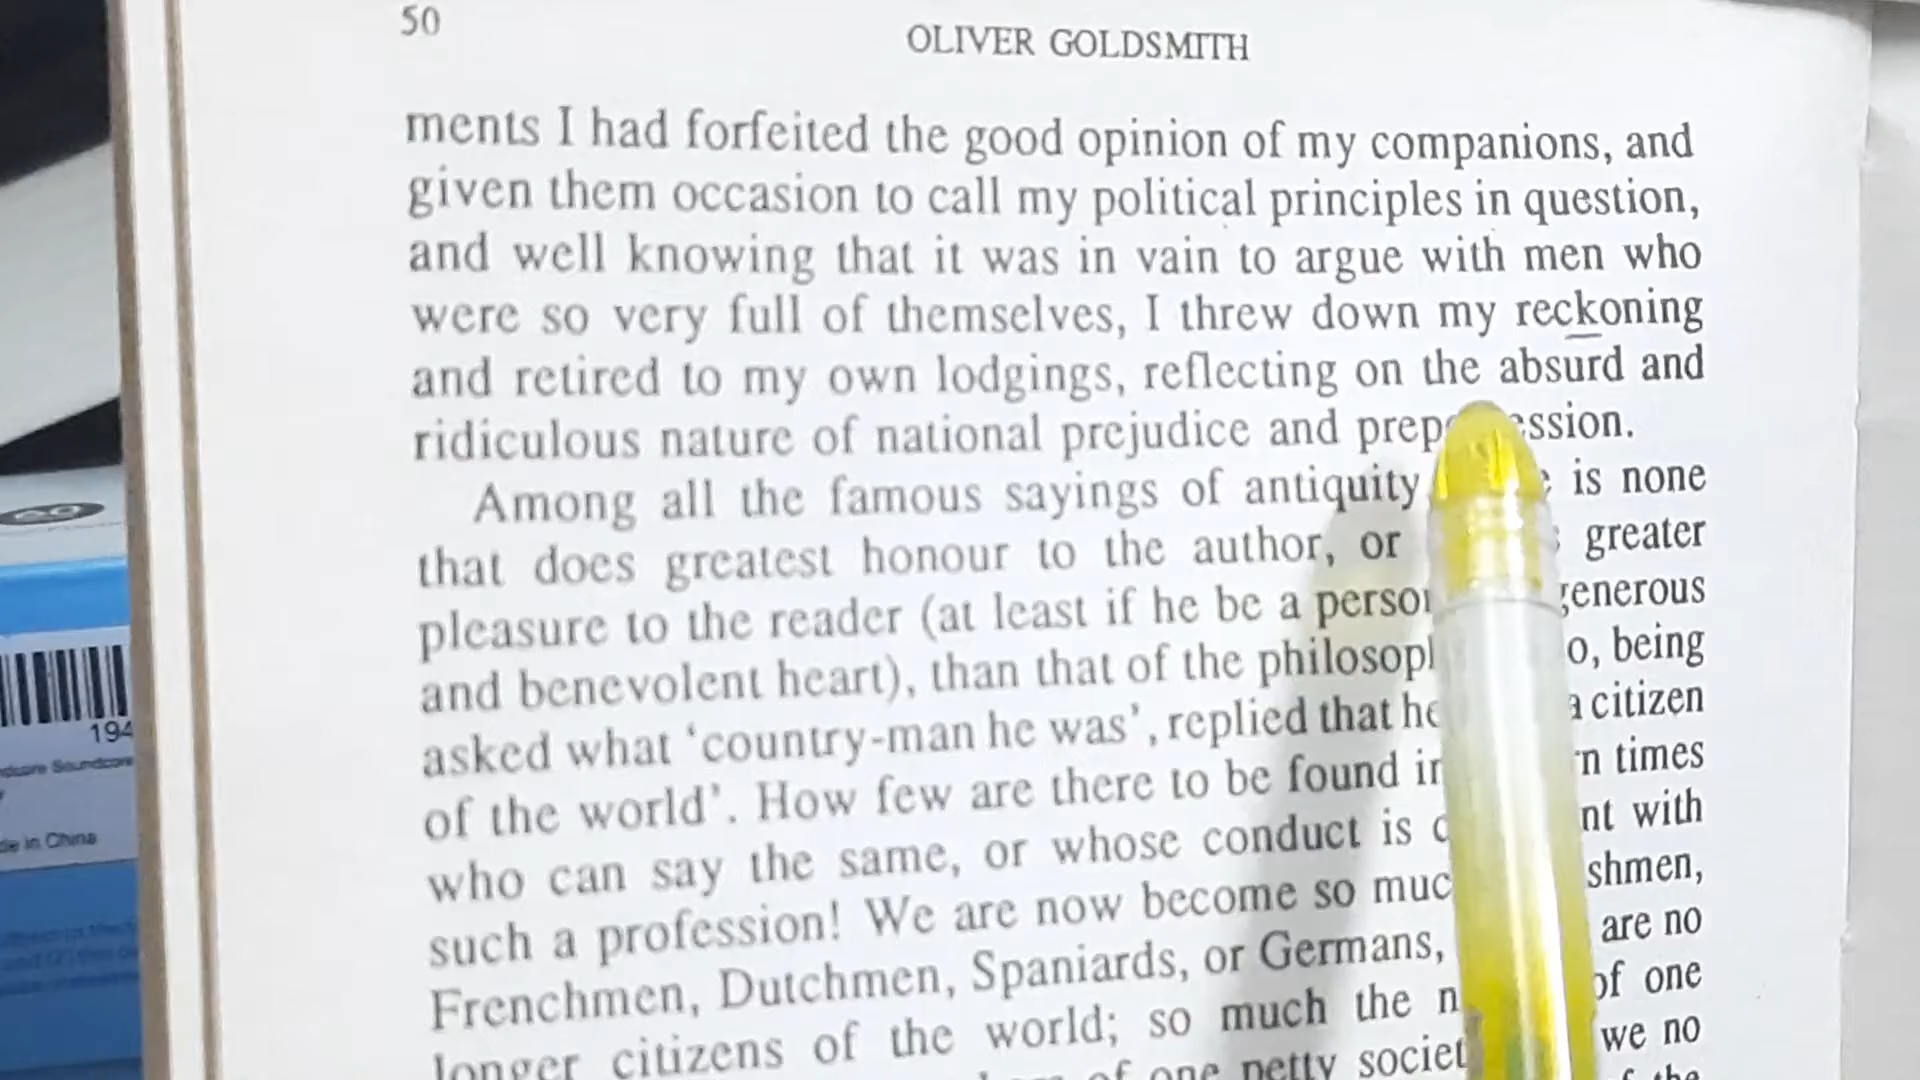 50
OLIVER GOLDSMITH
ments I had forfeited the good opinion of my companions, and
given them occasion to call my political principles in question,
and well knowing that it was in vain to argue with men who
were so very full of themselves, I threw down my reckoning
and retired to my own lodgings, reflecting on the absurd and
ridiculous nature of national prejudice and
Among all the famous sayings of antiquity is none
that does greatest honour to the author, or greater
pleasure to the reader (at least if he be a generous
and benevolent heart), than that of the being
asked what ‘country-man he was’, replied that citizen
of the world’. How few are there to be found times
who can say the same, or whose conduct is with
such a profession! We are now become so
Frenchmen, Dutchmen, Spaniards, or Germans, are no
longer citizens of the world; so much the of one
of one petty we no
the
194
Soundcore
in China